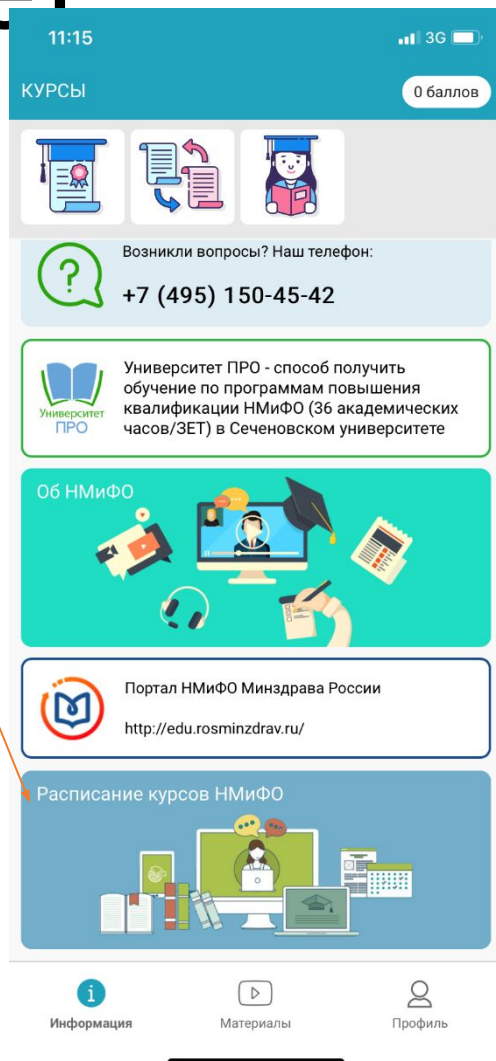 11:15
3G
КУРСЫ
0 баллов
Возникли вопросы? Наш телефон:
+7 (495) 150-45-42
Университет
ПРО
Университет ПРО - способ получить
обучение по программам повышения
квалификации НМиФО (36 академических
часов/ЗЕТ) в Сеченовском университете
Об НМиФО
Портал НМиФО Минздрава России
http://edu.rosminzdrav.ru/
Расписание курсов НМиФО
Информация
Материалы
Профиль